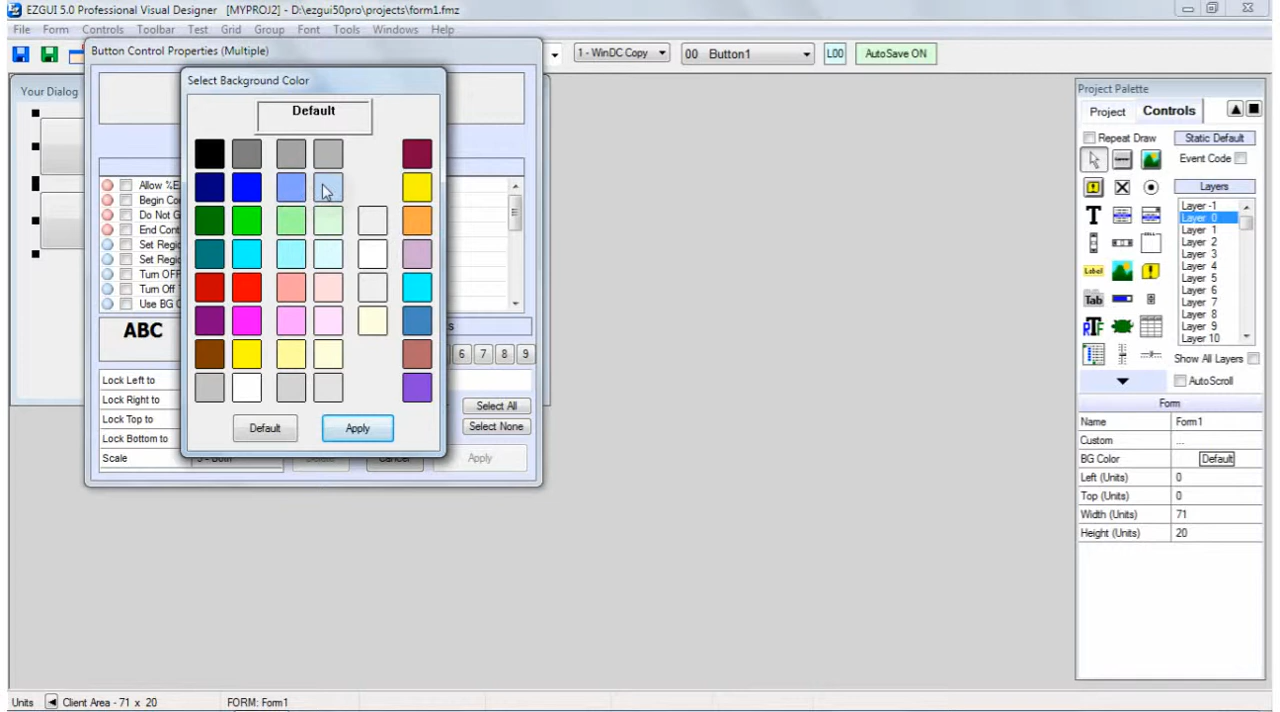 EZGUI 5.0 Professional Visual Designer [MYPROJ2] - D:\ezgui50pro\projects\form1.fmz
File Form Controls Toolbar Test Grid Group Font Tools Windows Help
1 - WinDC Copy 00 Button1 L00 AutoSave ON
Button Control Properties (Multiple)
Your Dialog
Select Background Color
Default
Allow %E
Begin Co
Do Not G
End Cont
Set Regi
Set Regi
Turn OFF
Turn Off
Use BG C
ABC
6 7 8 9
Lock Left to
Lock Right to
Lock Top to
Lock Bottom to
Scale
Select All
Select None
Default Apply
Cancel Apply
Project Palette
Project Controls
Repeat Draw Static Default
Event Code
Layers
Layer -1
Layer 0
Layer 1
Layer 2
Layer 3
Layer 4
Layer 5
Layer 6
Layer 7
Layer 8
Layer 9
Layer 10
T
Label
Tab
RTF
Show All Layers
AutoScroll
Form
Name Form1
Custom ...
BG Color Default
Left (Units) 0
Top (Units) 0
Width (Units) 71
Height (Units) 20
Units Client Area - 71 x 20 FORM: Form1